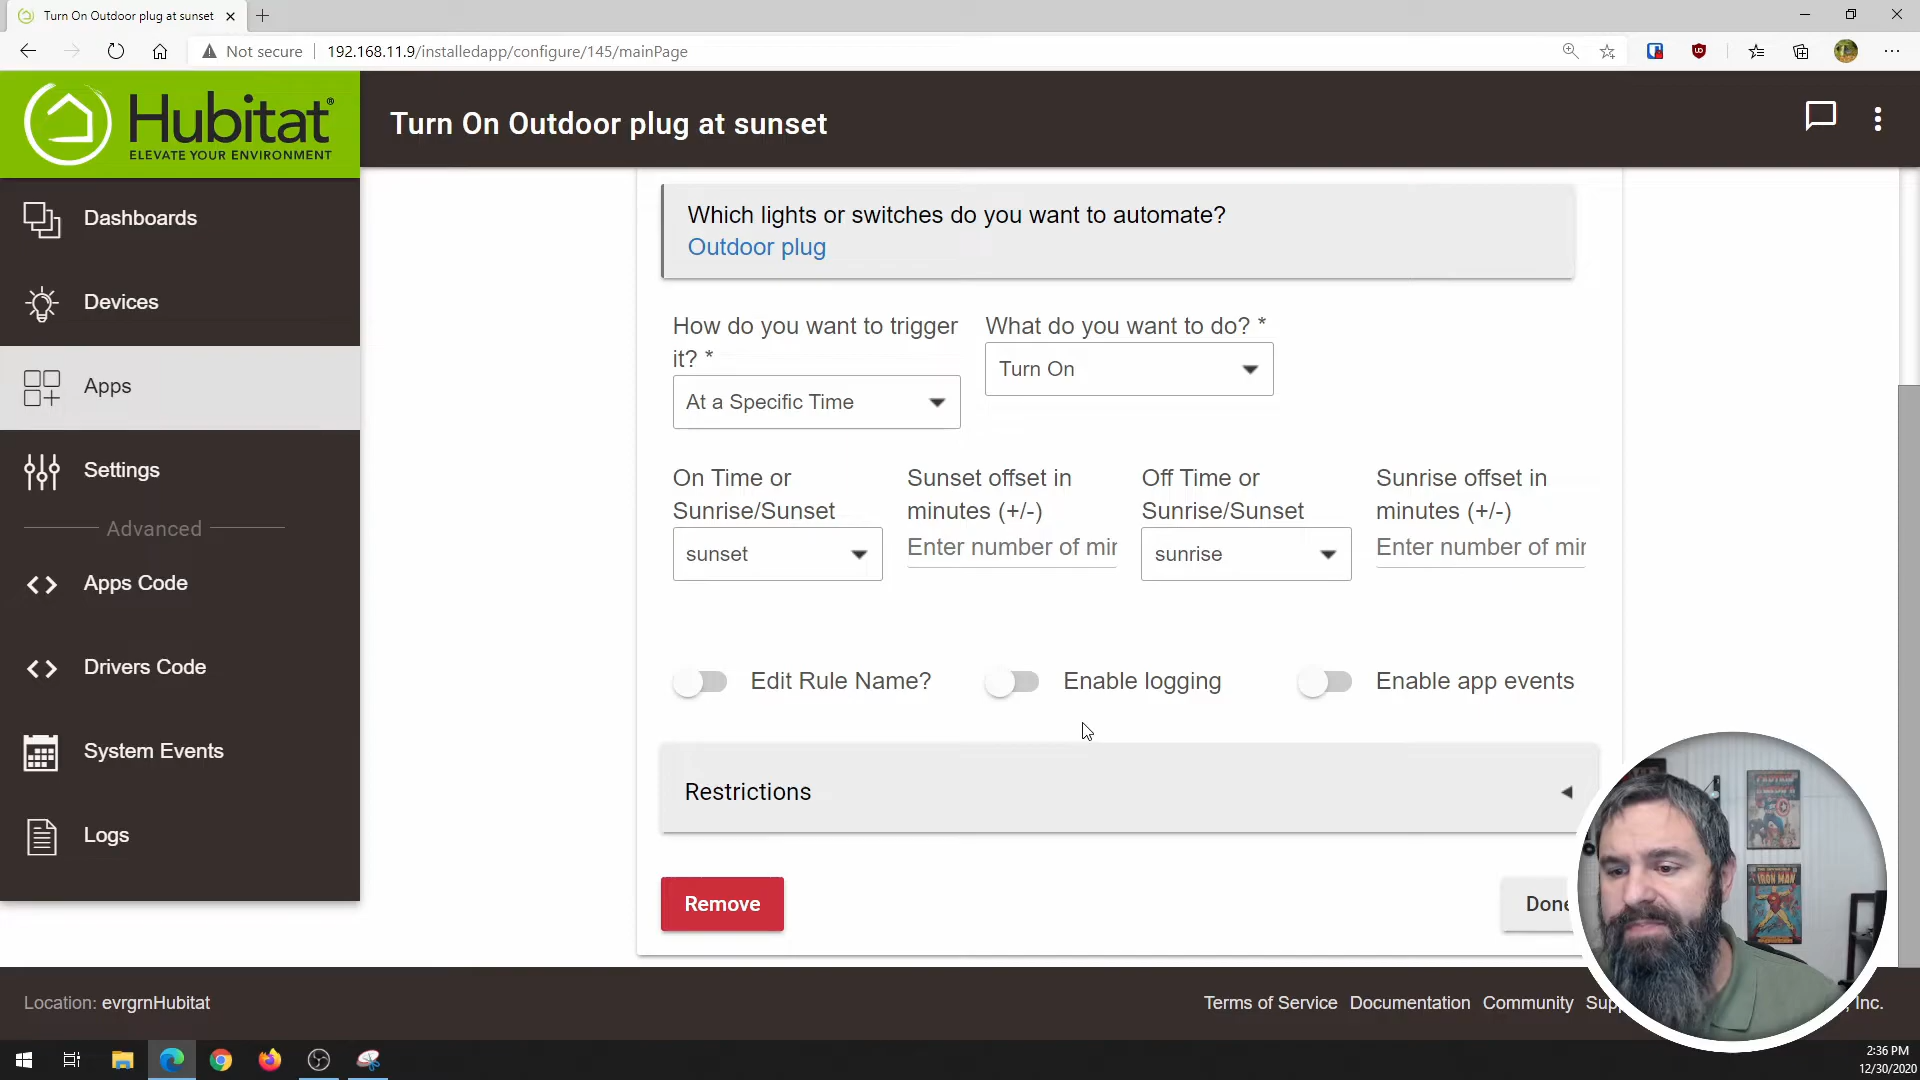 Turn On Outdoor plug at sunset
Not secure
192.168.11.9/installedapp/configure/145/mainPage
Hubitat®
ELEVATE YOUR ENVIRONMENT
Turn On Outdoor plug at sunset
Dashboards
Devices
Apps
Settings
Advanced
Apps Code
Drivers Code
System Events
Logs
Which lights or switches do you want to automate?
Outdoor plug
How do you want to trigger
it? *
At a Specific Time
What do you want to do? *
Turn On
On Time or
Sunrise/Sunset
sunset
Sunset offset in
minutes (+/-)
Enter number of mir
Off Time or
Sunrise/Sunset
sunrise
Sunrise offset in
minutes (+/-)
Enter number of mir
Edit Rule Name?
Enable logging
Enable app events
Restrictions
Remove
Done
Location: evrgrnHubitat
Terms of Service
Documentation
Community
Sup
Inc.
IRON MAN
2:36 PM
12/30/2020